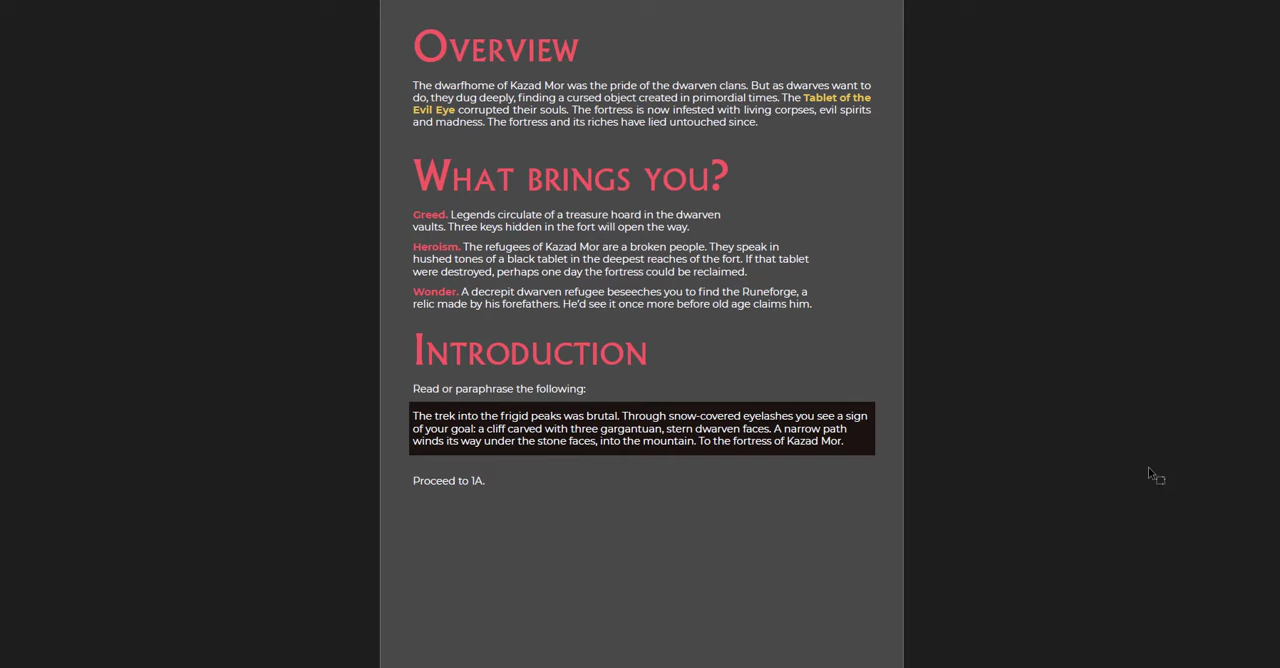 Overview
The dwarfhome of Kazad Mor was the pride of the dwarven clans. But as dwarves want to
do, they dug deeply, finding a cursed object created in primordial times. The Tablet of the
Evil Eye corrupted their souls. The fortress is now infested with living corpses, evil spirits
and madness. The fortress and its riches have lied untouched since.
What brings you?
Greed. Legends circulate of a treasure hoard in the dwarven
vaults. Three keys hidden in the fort will open the way.
Heroism. The refugees of Kazad Mor are a broken people. They speak in
hushed tones of a black tablet in the deepest reaches of the fort. If that tablet
were destroyed, perhaps one day the fortress could be reclaimed.
Wonder. A decrepit dwarven refugee beseeches you to find the Runeforge, a
relic made by his forefathers. He'd see it once more before old age claims him.
Introduction
Read or paraphrase the following:
The trek into the frigid peaks was brutal. Through snow-covered eyelashes you see a sign
of your goal: a cliff carved with three gargantuan, stern dwarven faces. A narrow path
winds its way under the stone faces, into the mountain. To the fortress of Kazad Mor.
Proceed to 1A.